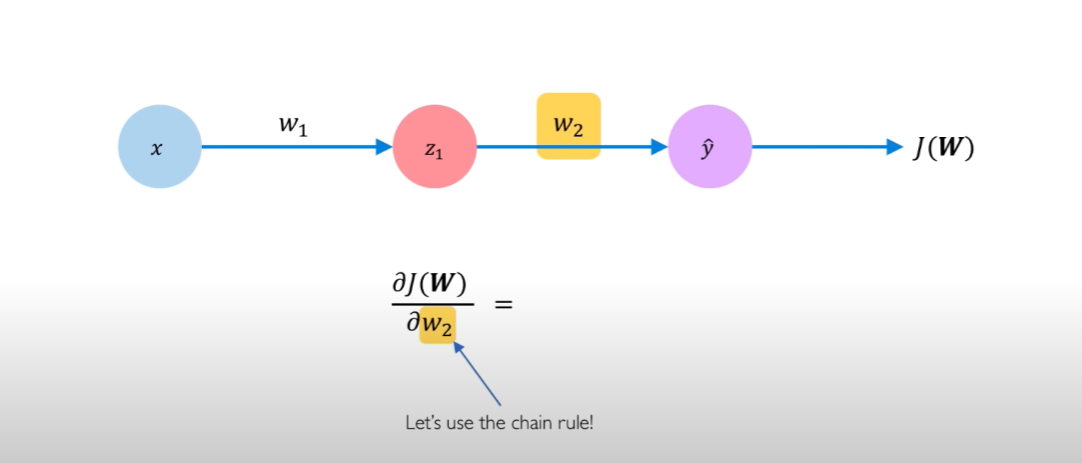 w₁ w₂
x z₁ ŷ J(W)
∂J(W)
=
∂w₂
Let's use the chain rule!